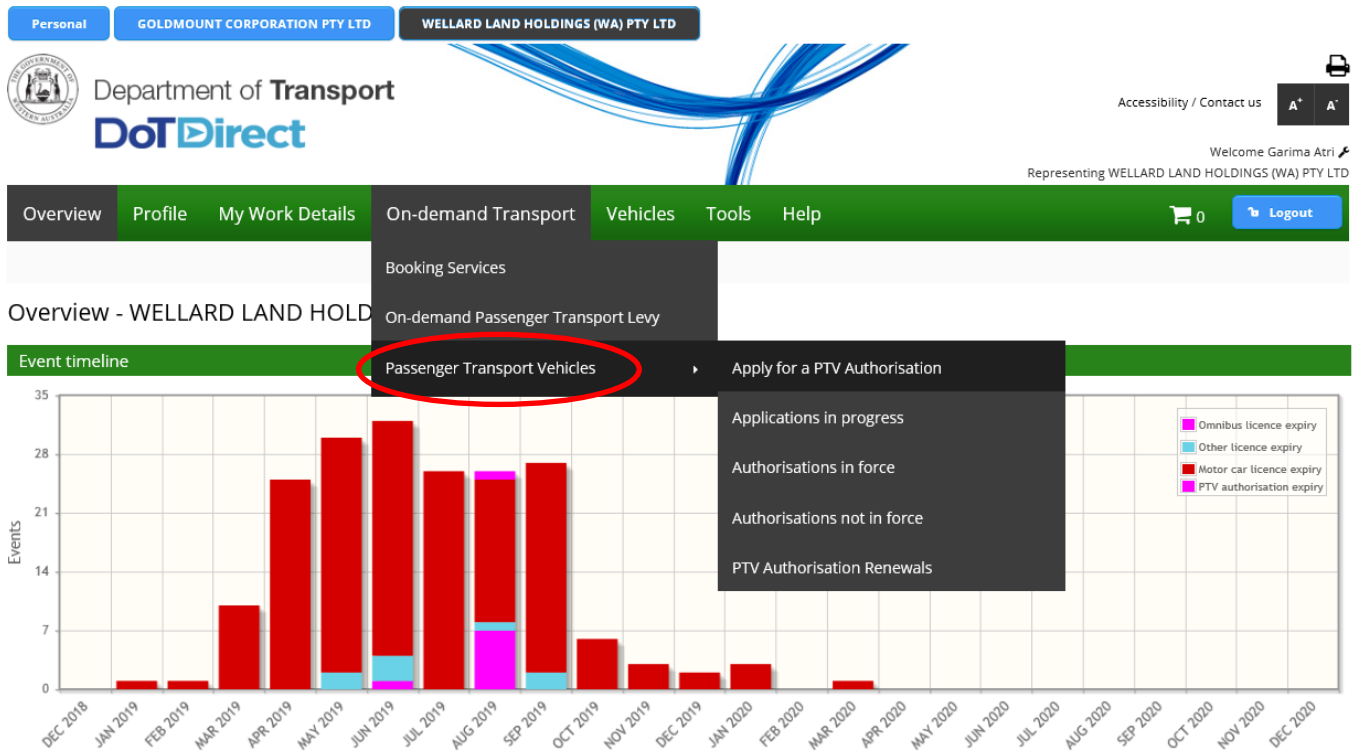 Personal
GOLDMOUNT CORPORATION PTY LTD
WELLARD LAND HOLDINGS (WA) PTY LTD
THE GOVERNMENT OF WESTERN AUSTRALIA
Department of Transport
DoTDirect
Accessibility / Contact us
A+ A-
Welcome Garima Atri
Representing WELLARD LAND HOLDINGS (WA) PTY LTD
Overview Profile My Work Details On-demand Transport Vehicles Tools Help 0 Logout
Booking Services
On-demand Passenger Transport Levy
Passenger Transport Vehicles
Apply for a PTV Authorisation
Applications in progress
Authorisations in force
Authorisations not in force
PTV Authorisation Renewals
Overview - WELLARD LAND HOLD
Event timeline
Events
35
28
21
14
7
0
Omnibus licence expiry
Other licence expiry
Motor car licence expiry
PTV authorisation expiry
DEC 2018
JAN 2019
FEB 2019
MAR 2019
APR 2019
MAY 2019
JUN 2019
JUL 2019
AUG 2019
SEP 2019
OCT 2019
NOV 2019
DEC 2019
JAN 2020
FEB 2020
MAR 2020
APR 2020
MAY 2020
JUN 2020
JUL 2020
AUG 2020
SEP 2020
OCT 2020
NOV 2020
DEC 2020